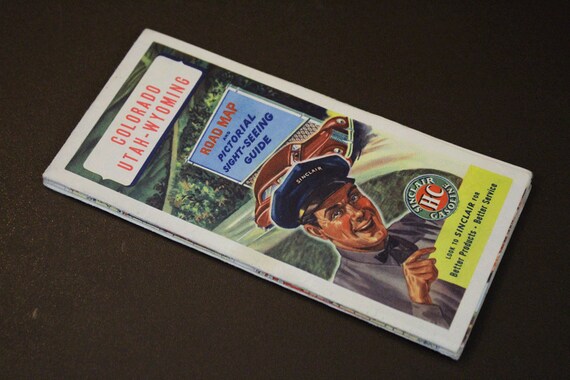 COLORADO
UTAH-WYOMING
ROAD MAP
AND
PICTORIAL
SIGHT-SEEING
GUIDE
SINCLAIR
SINCLAIR
HC
GASOLINE
LOOK TO SINCLAIR FOR
Better Products - Better Service